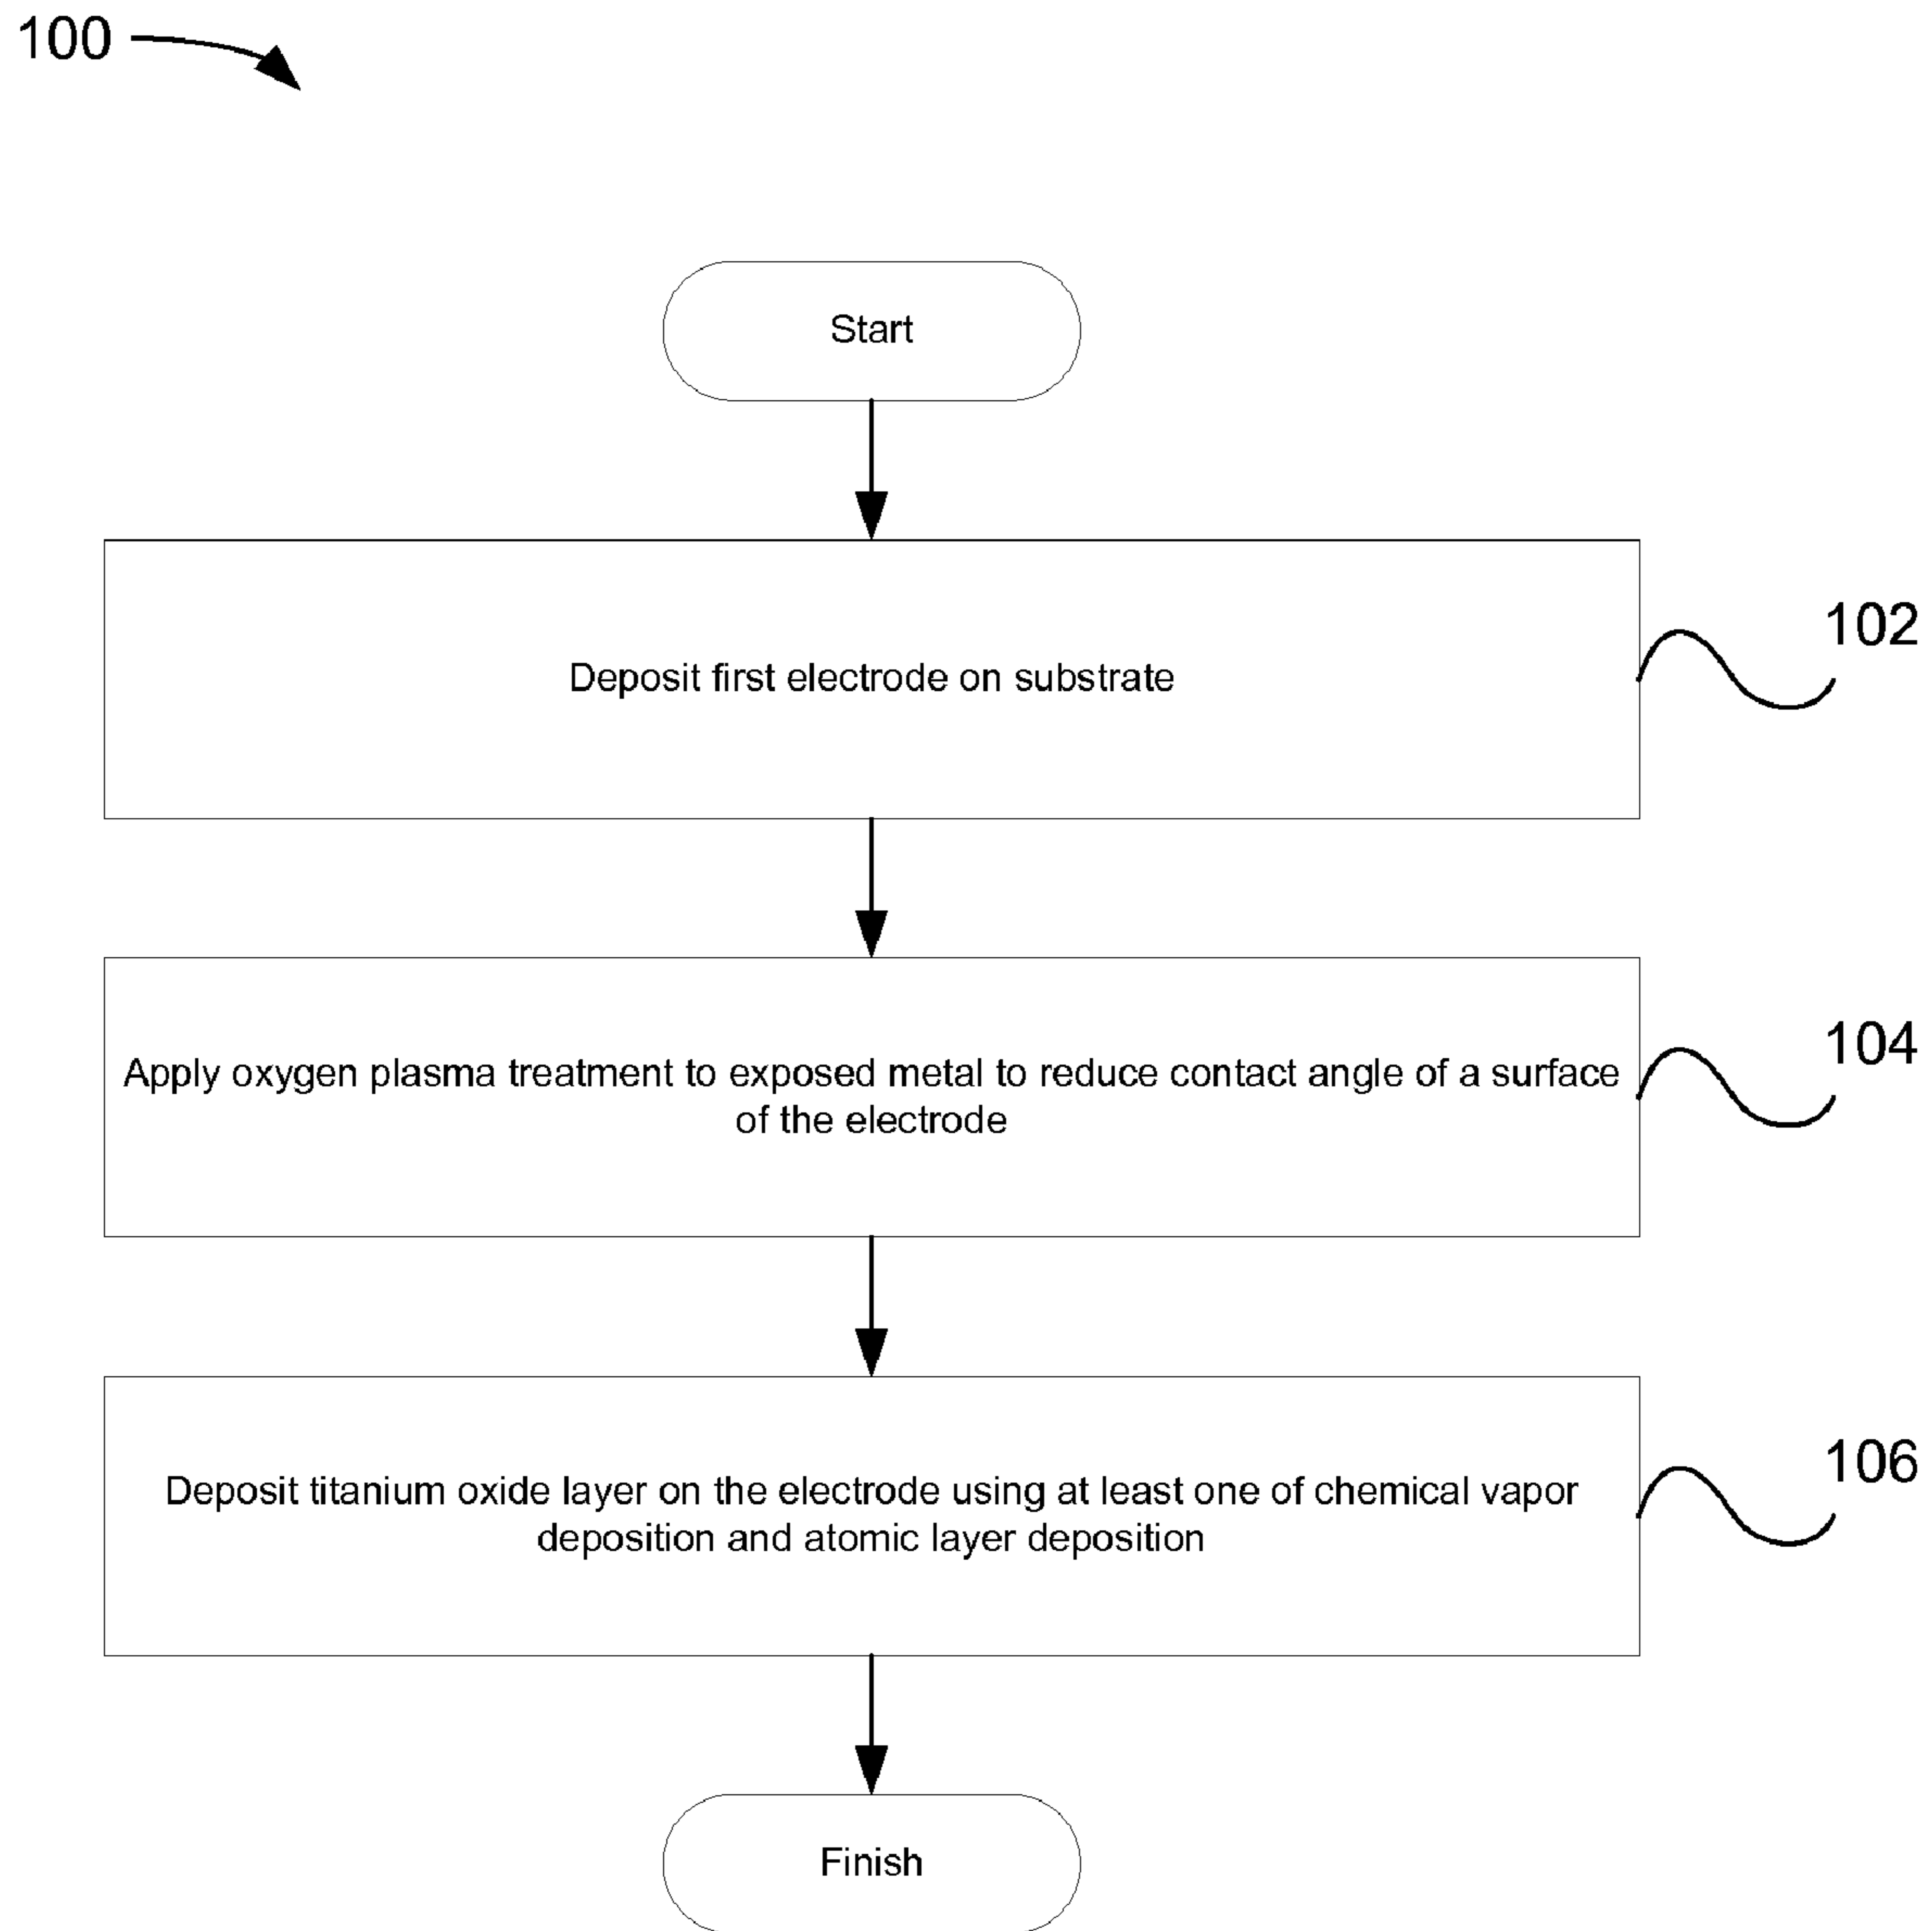 100
Start
Deposit first electrode on substrate
102
Apply oxygen plasma treatment to exposed metal to reduce contact angle of a surface
of the electrode
104
Deposit titanium oxide layer on the electrode using at least one of chemical vapor
deposition and atomic layer deposition
106
Finish